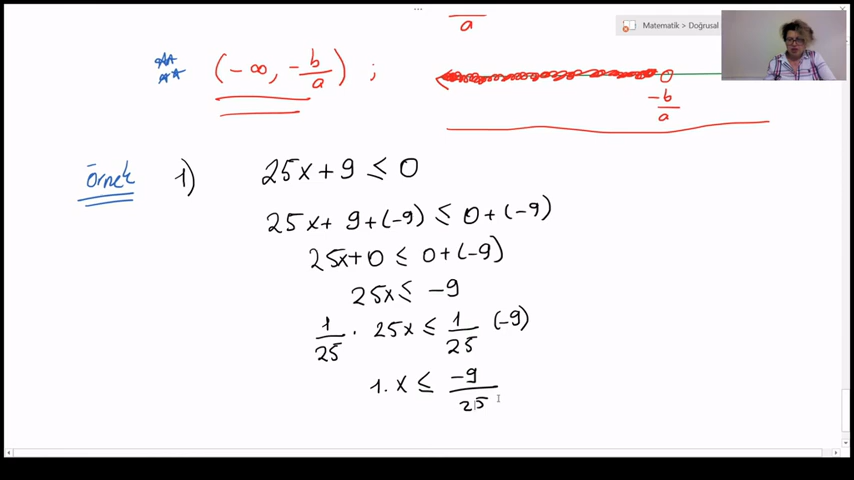 a
Matematik > Doğrusal
(-∞, -b/a) ;
-b/a
Örnek 1) 25x+9 ≤ 0
25x+ 9+(-9) ≤ 0+(-9)
25x+0 ≤ 0+(-9)
25x ≤ -9
1/25 · 25x ≤ 1/25 (-9)
1.x ≤ -9/25